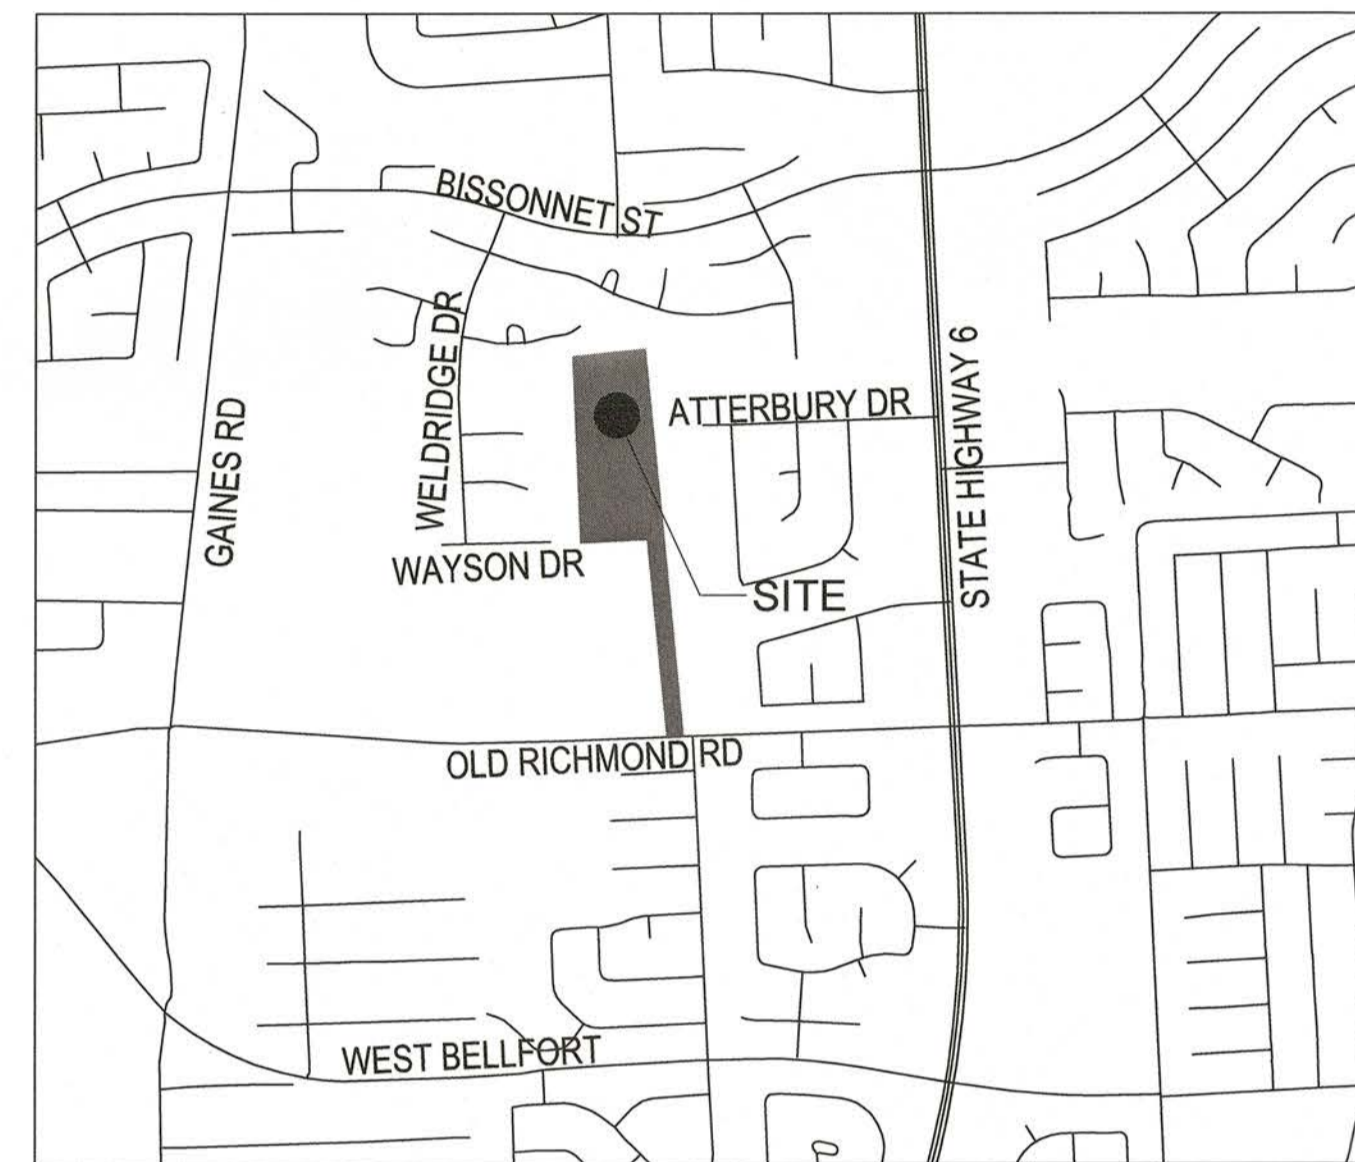 BISSONNET ST
WELDRIDGE DR
ATTERBURY DR
STATE HIGHWAY 6
GAINES RD
WAYSON DR
SITE
OLD RICHMOND RD
WEST BELLFORT